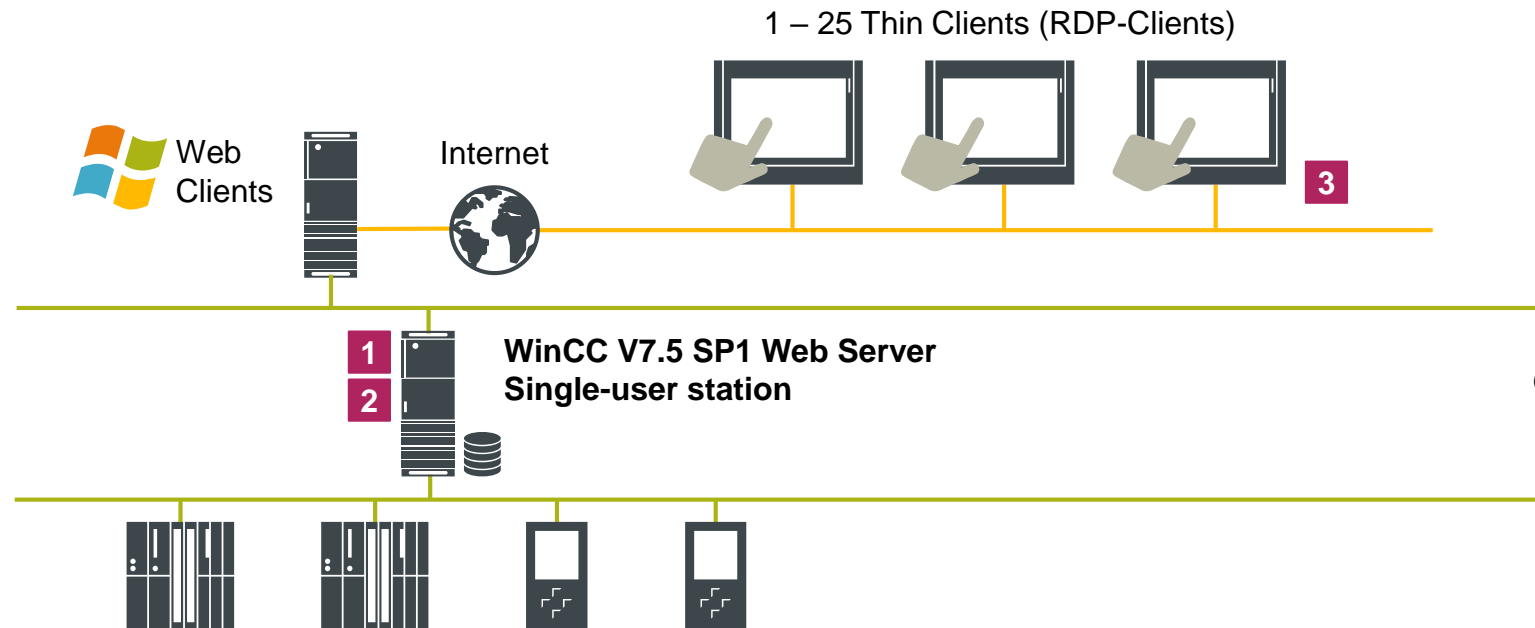 1 – 25 Thin Clients (RDP-Clients)
Web
Clients
Internet
3
1
2
WinCC V7.5 SP1 Web Server
Single-user station